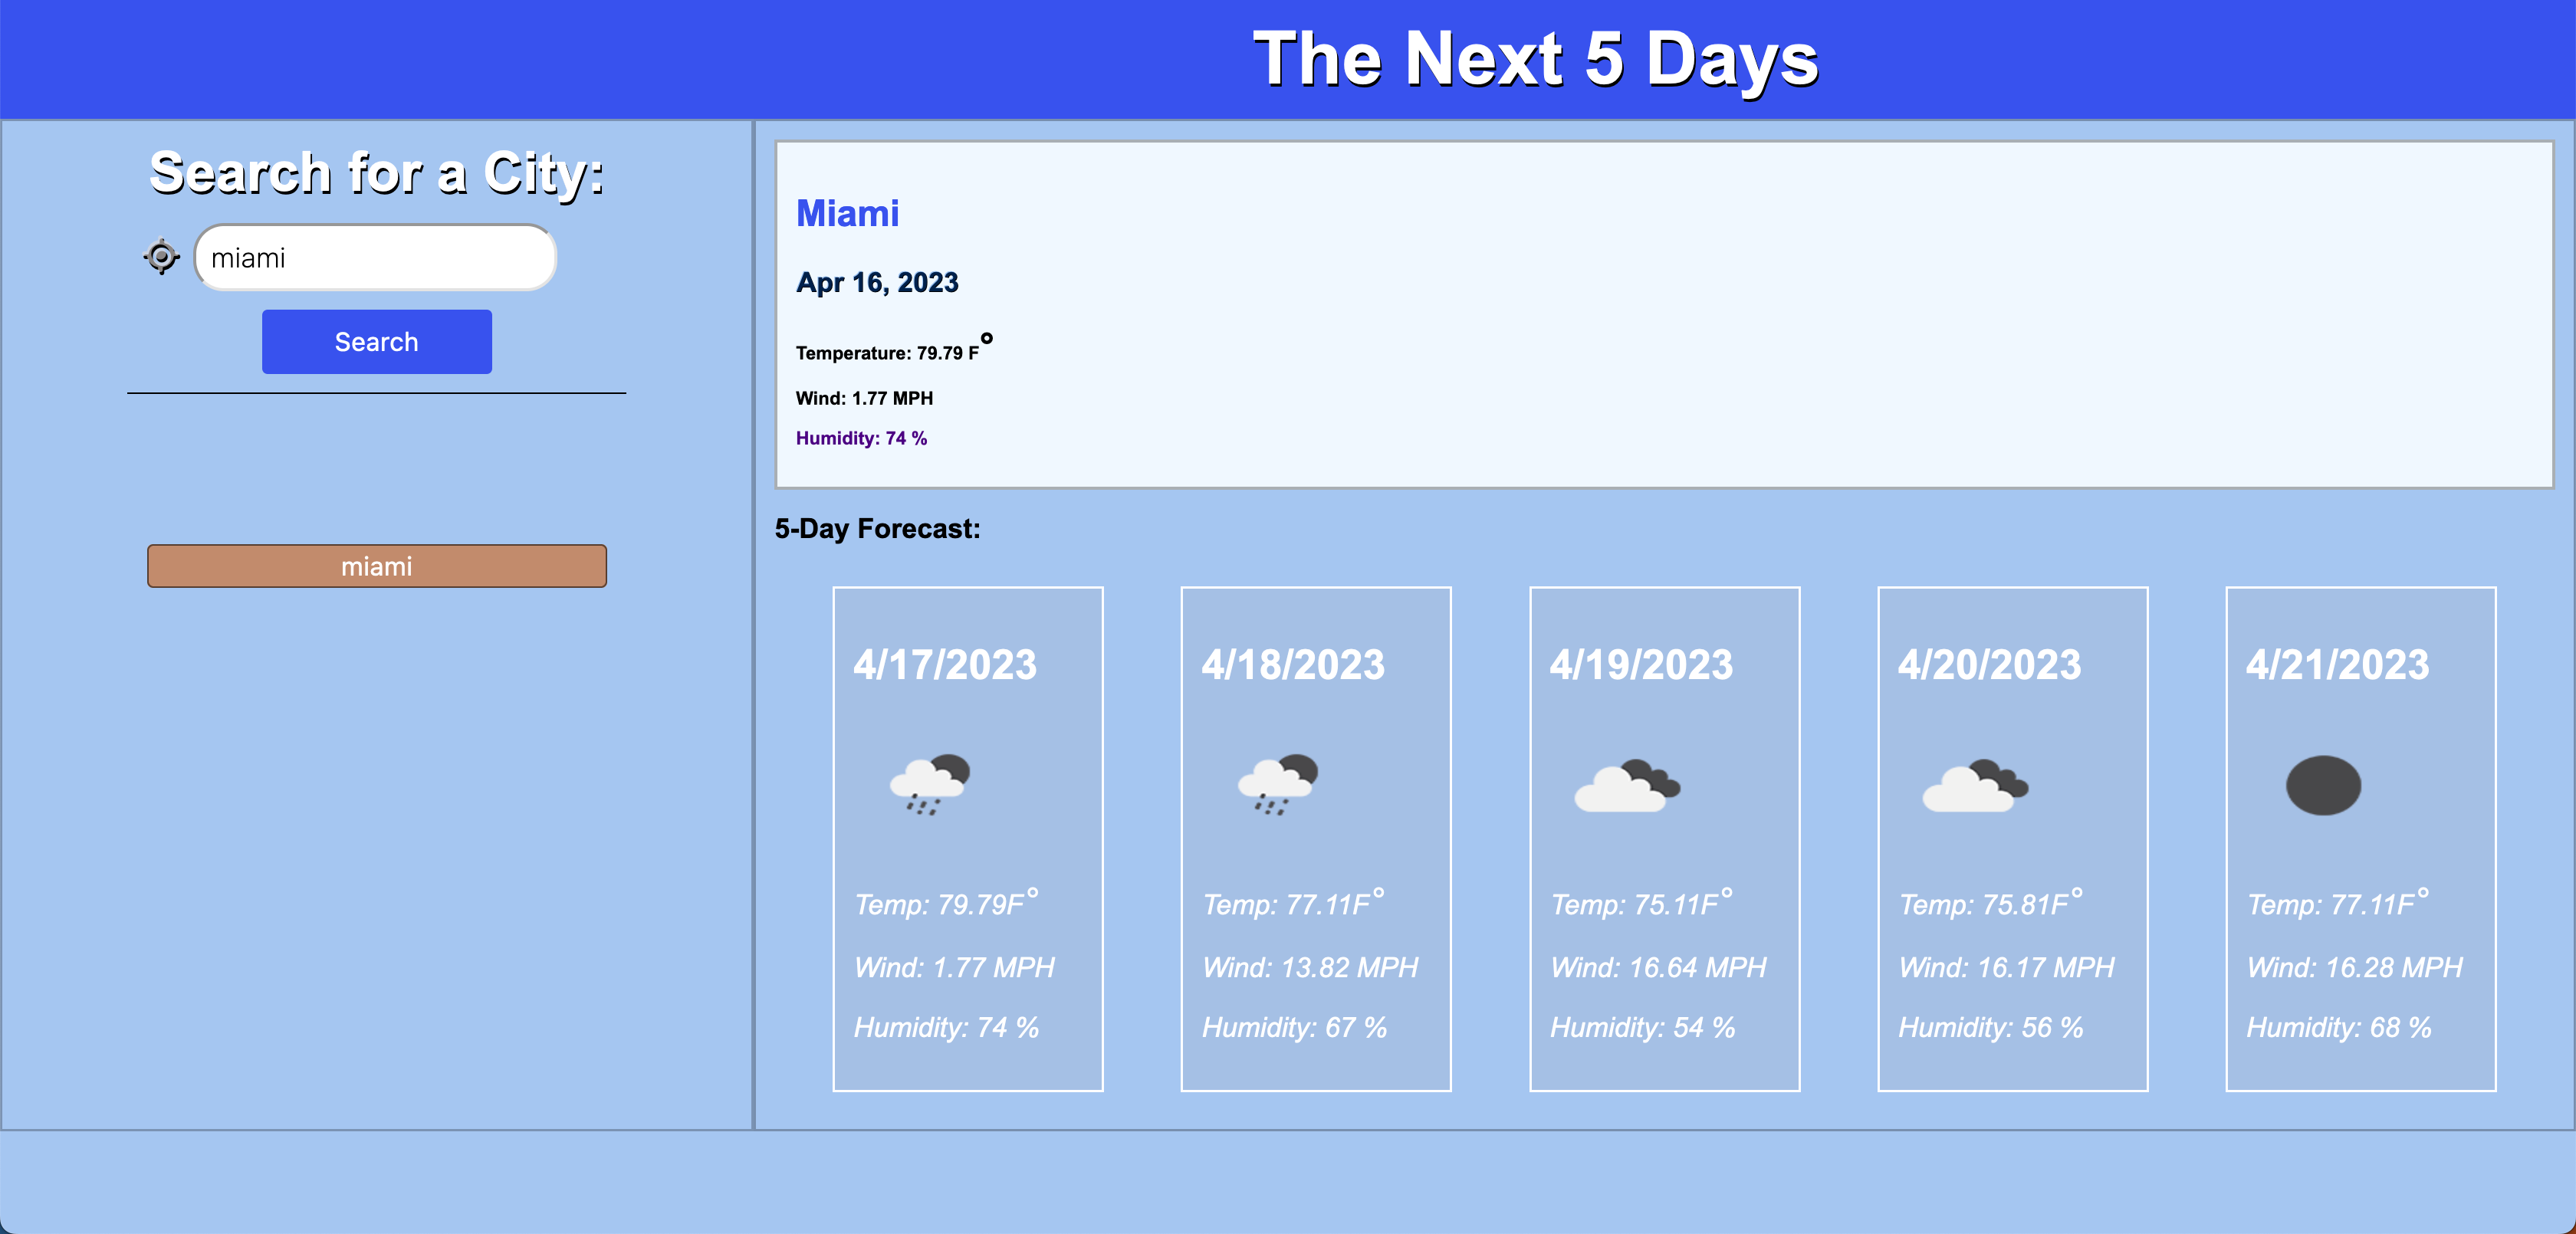 The Next 5 Days
Search for a City:
miami
Search
miami
Miami
Apr 16, 2023
Temperature: 79.79 F°
Wind: 1.77 MPH
Humidity: 74 %
5-Day Forecast:
4/17/2023
Temp: 79.79F°
Wind: 1.77 MPH
Humidity: 74 %
4/18/2023
Temp: 77.11F°
Wind: 13.82 MPH
Humidity: 67 %
4/19/2023
Temp: 75.11F°
Wind: 16.64 MPH
Humidity: 54 %
4/20/2023
Temp: 75.81F°
Wind: 16.17 MPH
Humidity: 56 %
4/21/2023
Temp: 77.11F°
Wind: 16.28 MPH
Humidity: 68 %